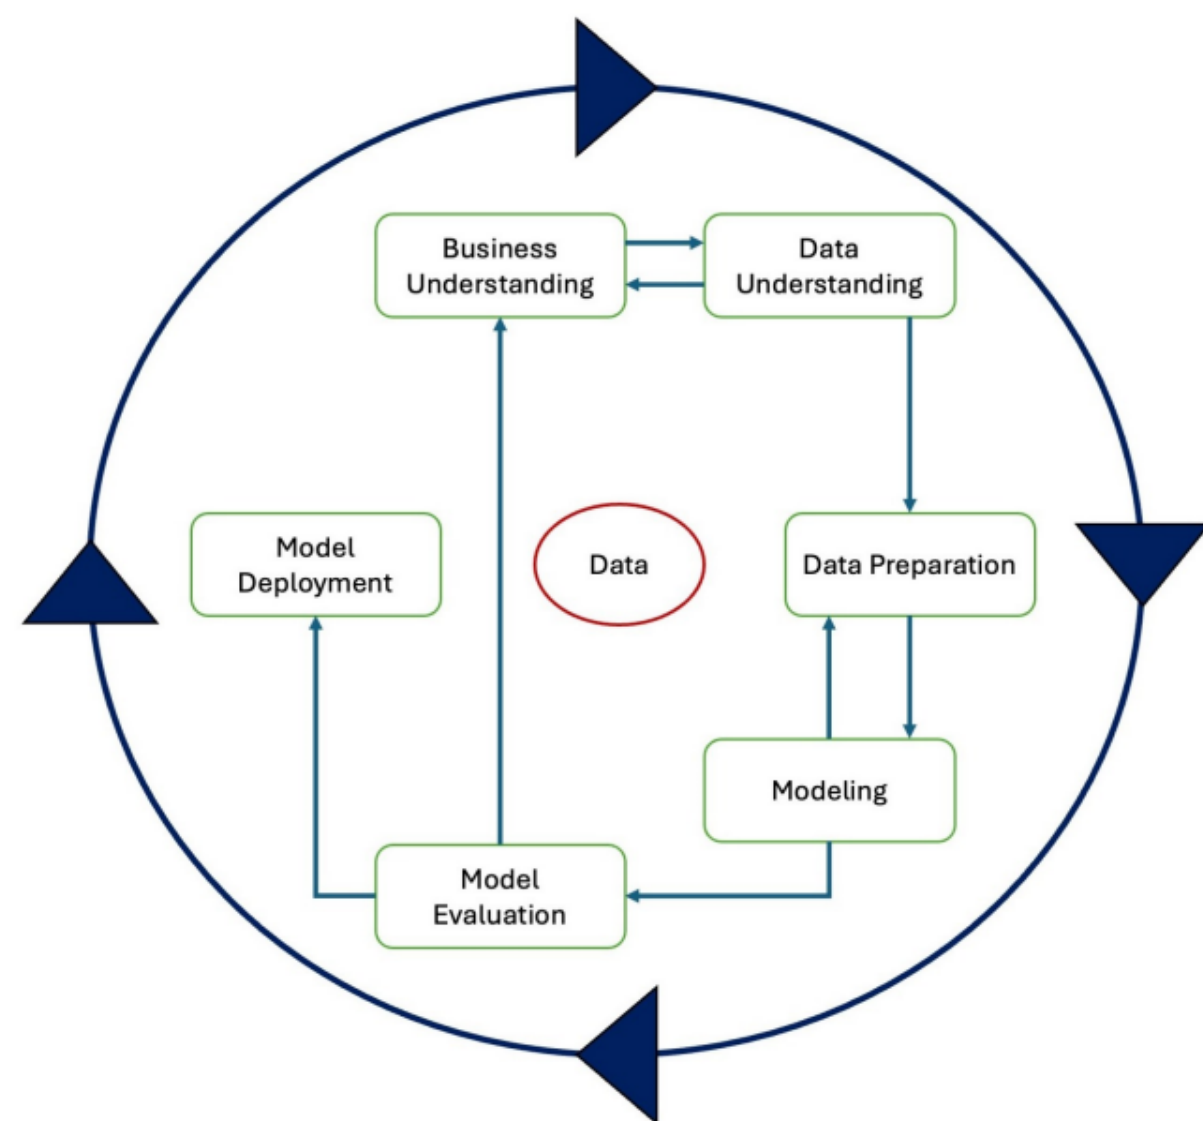 Business
Understanding
Data
Understanding
Model
Deployment
Data
Data Preparation
Modeling
Model
Evaluation